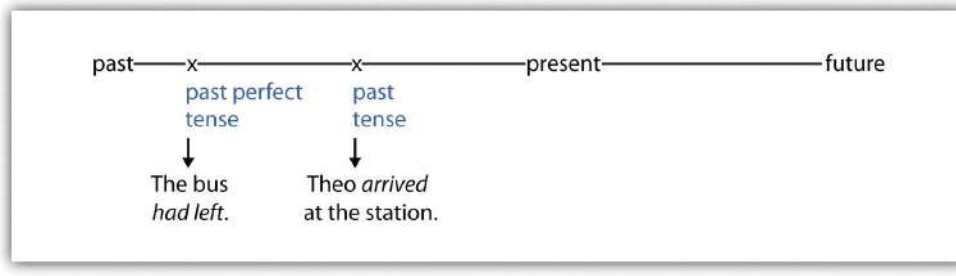 past x x present future
past perfect past
tense tense
The bus Theo arrived
had left. at the station.